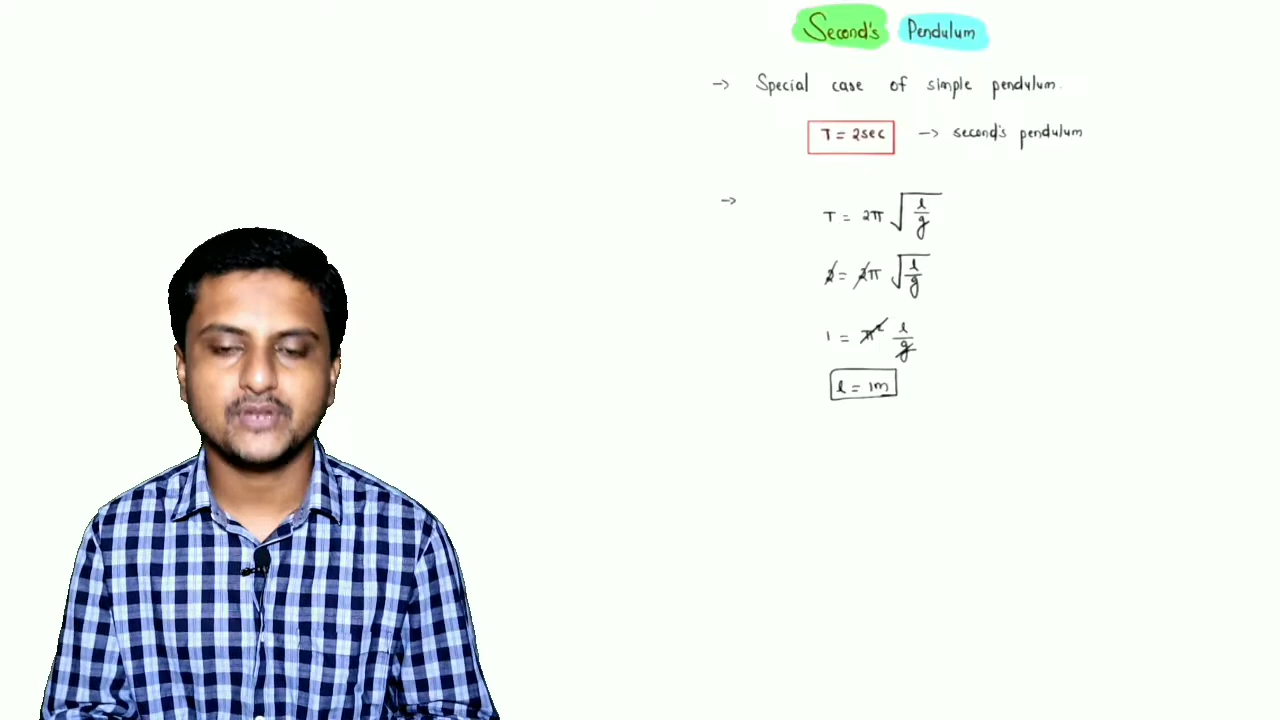 Second's Pendulum
→ Special case of simple pendulum.
T = 2sec → second's pendulum
→ T = 2π √(l/g)
2 = 2π √(l/g)
1 = π² l/g
l = 1m